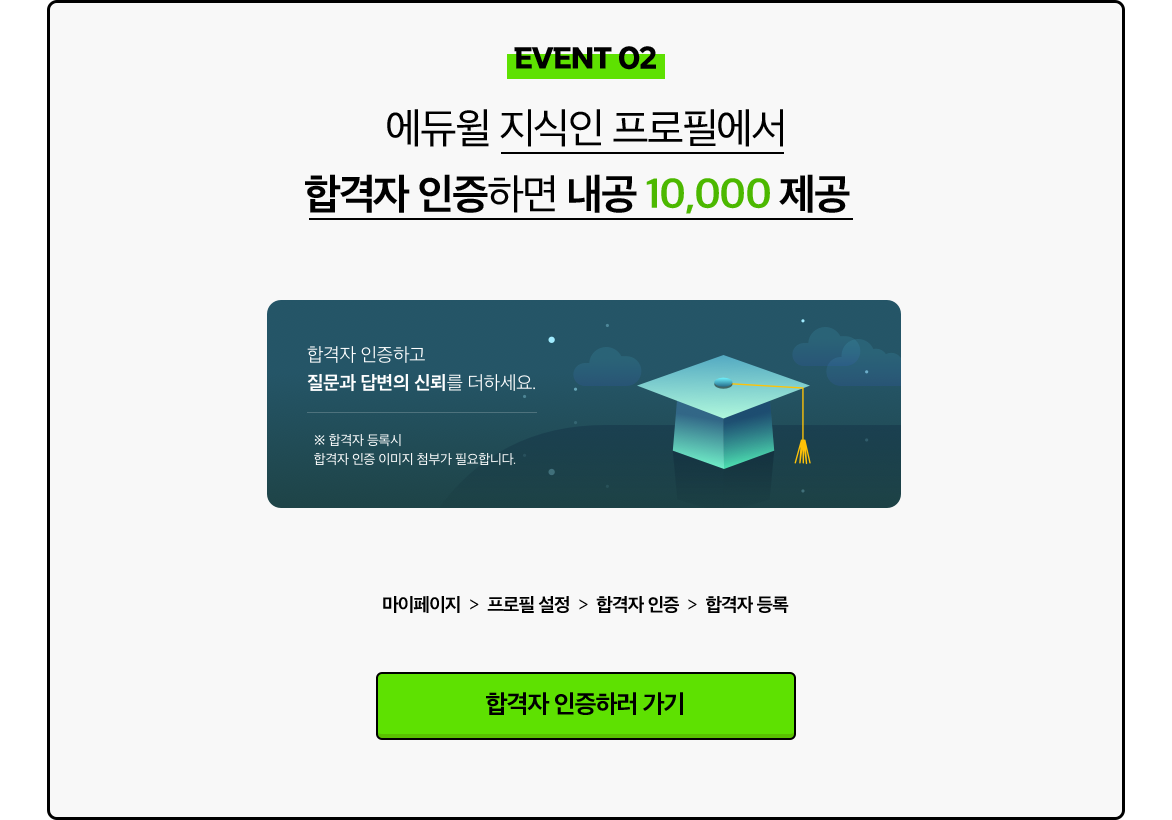 EVENT 02
에듀윌 지식인 프로필에서
합격자 인증하면 내공 10,000 제공
합격자 인증하고
질문과 답변의 신뢰를 더하세요.
※ 합격자 등록시
합격자 인증 이미지 첨부가 필요합니다.
마이페이지 > 프로필 설정 > 합격자 인증 > 합격자 등록
합격자 인증하러 가기